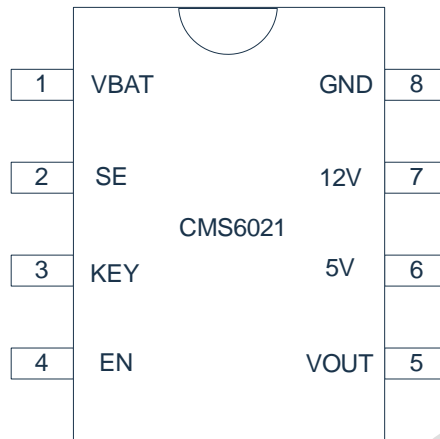 1 VBAT GND 8
2 SE 12V 7
CMS6021
3 KEY 5V 6
4 EN VOUT 5